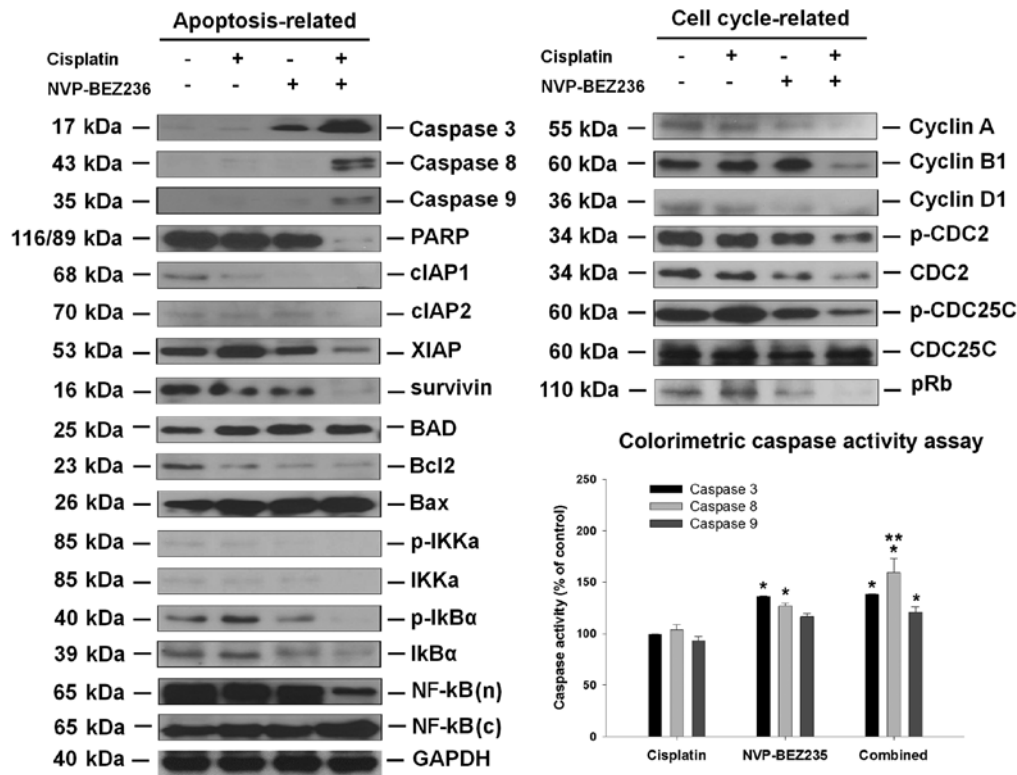 Apoptosis-related
Cisplatin - + - +
NVP-BEZ236 - - + +
17 kDa — — Caspase 3
43 kDa — — Caspase 8
35 kDa — — Caspase 9
116/89 kDa — — PARP
68 kDa — — cIAP1
70 kDa — — cIAP2
53 kDa — — XIAP
16 kDa — — survivin
25 kDa — — BAD
23 kDa — — Bcl2
26 kDa — — Bax
85 kDa — — p-IKKa
85 kDa — — IKKa
40 kDa — — p-IkBα
39 kDa — — IkBα
65 kDa — — NF-kB(n)
65 kDa — — NF-kB(c)
40 kDa — — GAPDH
Cell cycle-related
Cisplatin - + - +
NVP-BEZ236 - - + +
55 kDa — — Cyclin A
60 kDa — — Cyclin B1
36 kDa — — Cyclin D1
34 kDa — — p-CDC2
34 kDa — — CDC2
60 kDa — — p-CDC25C
60 kDa — — CDC25C
110 kDa — — pRb
Colorimetric caspase activity assay
Caspase activity (% of control)
250
200
150
100
50
0
Caspase 3
Caspase 8
Caspase 9
* *
* ** * *
Cisplatin NVP-BEZ235 Combined